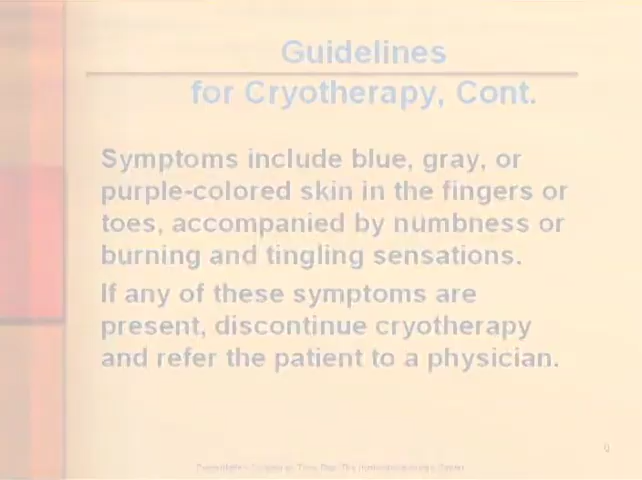 Guidelines
for Cryotherapy, Cont.
Symptoms include blue, gray, or
purple-colored skin in the fingers or
toes, accompanied by numbness or
burning and tingling sensations.
If any of these symptoms are
present, discontinue cryotherapy
and refer the patient to a physician.